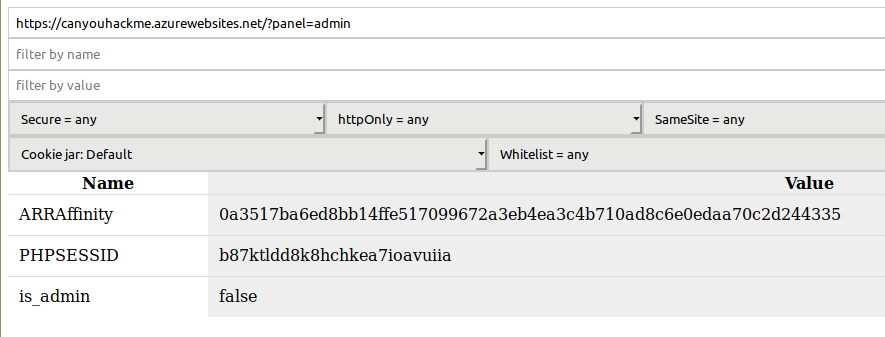 https://canyouhackme.azurewebsites.net/?panel=admin
filter by name
filter by value
Secure = any httpOnly = any SameSite = any
Cookie jar: Default Whitelist = any
Name Value
ARRAffinity 0a3517ba6ed8bb14ffe517099672a3eb4ea3c4b710ad8c6e0edaa70c2d244335
PHPSESSID b87ktldd8k8hchkea7ioavuiia
is_admin false